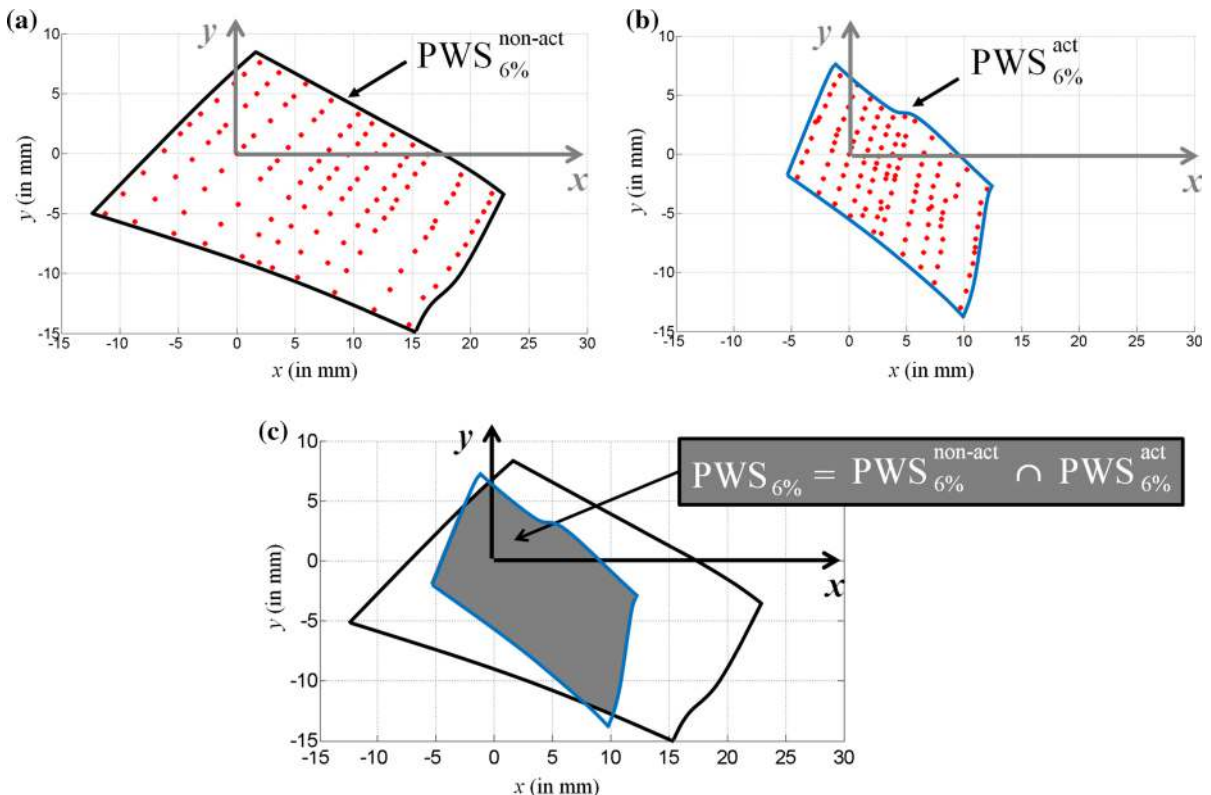 (a)
y
PWS 6% non-act
x
10
5
0
-5
-10
-15
-15 -10 -5 0 5 10 15 20 25 30
y (in mm)
x (in mm)
(b)
y
PWS 6% act
x
10
5
0
-5
-10
-15
-15 -10 -5 0 5 10 15 20 25 30
y (in mm)
x (in mm)
(c)
y
PWS 6% = PWS 6% non-act ∩ PWS 6% act
x
10
5
0
-5
-10
-15
-15 -10 -5 0 5 10 15 20 25 30
y (in mm)
x (in mm)